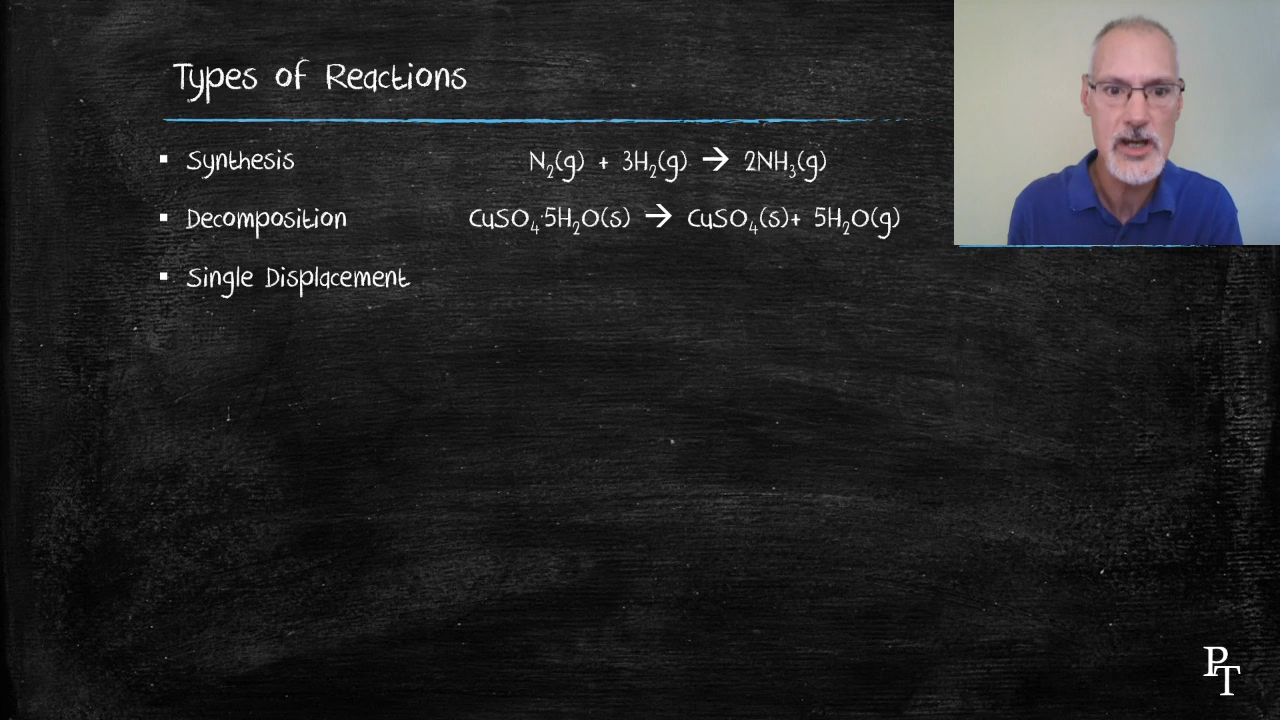 Types of Reactions
▪ Synthesis N₂(g) + 3H₂(g) → 2NH₃(g)
▪ Decomposition CuSO₄·5H₂O(s) → CuSO₄(s)+ 5H₂O(g)
▪ Single Displacement
PT